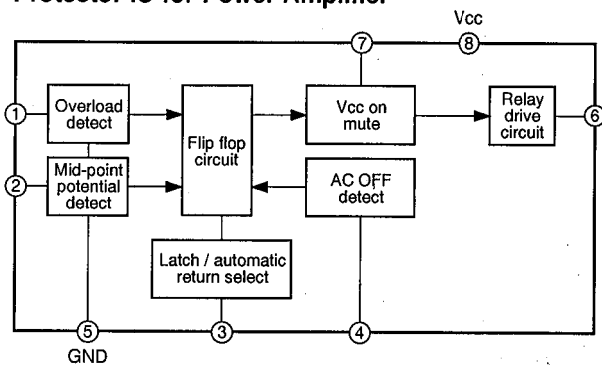 Protector IC for Power Amplifier
Vcc
7
8
1
Overload
detect
Flip flop
circuit
Vcc on
mute
Relay
drive
circuit
6
2
Mid-point
potential
detect
AC OFF
detect
Latch / automatic
return select
5
3
4
GND